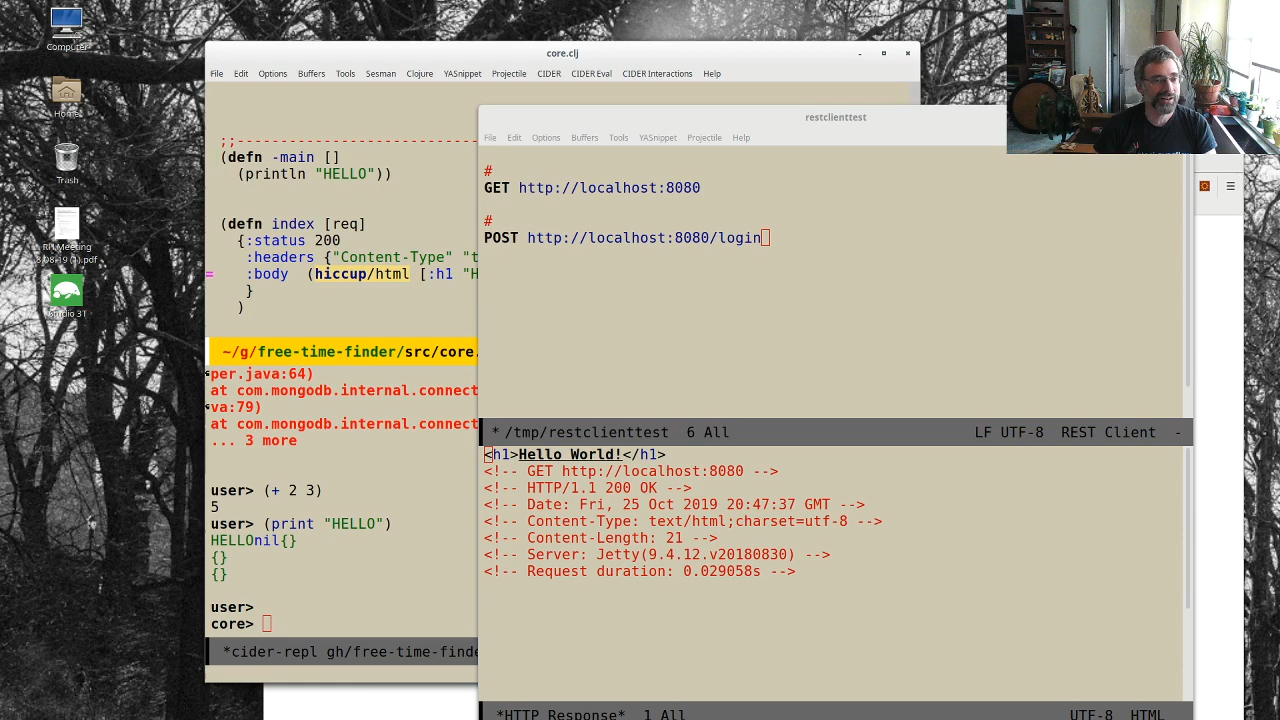 Computer
Home
Trash
RH Meeting
Studio 3T
core.clj
File Edit Options Buffers Tools Sesman Clojure YASnippet Projectile CIDER CIDER Eval CIDER Interactions Help
;;----------------------------
(defn -main []
(println "HELLO"))
(defn index [req]
{:status 200
:headers {"Content-Type" "t
:body (hiccup/html [:h1 "H
}
)
~/g/free-time-finder/src/core.
per.java:64)
at com.mongodb.internal.connect
va:79)
at com.mongodb.internal.connect
... 3 more
user> (+ 2 3)
5
user> (print "HELLO")
HELLOnil{}
{}
{}
user>
core>
*cider-repl gh/free-time-finde
restclienttest
File Edit Options Buffers Tools YASnippet Projectile Help
#
GET http://localhost:8080
#
POST http://localhost:8080/login
* /tmp/restclienttest 6 All LF UTF-8 REST Client -
<h1>Hello World!</h1>
<!-- GET http://localhost:8080 -->
<!-- HTTP/1.1 200 OK -->
<!-- Date: Fri, 25 Oct 2019 20:47:37 GMT -->
<!-- Content-Type: text/html;charset=utf-8 -->
<!-- Content-Length: 21 -->
<!-- Server: Jetty(9.4.12.v20180830) -->
<!-- Request duration: 0.029058s -->
*HTTP Response* 1 All UTF-8 HTML